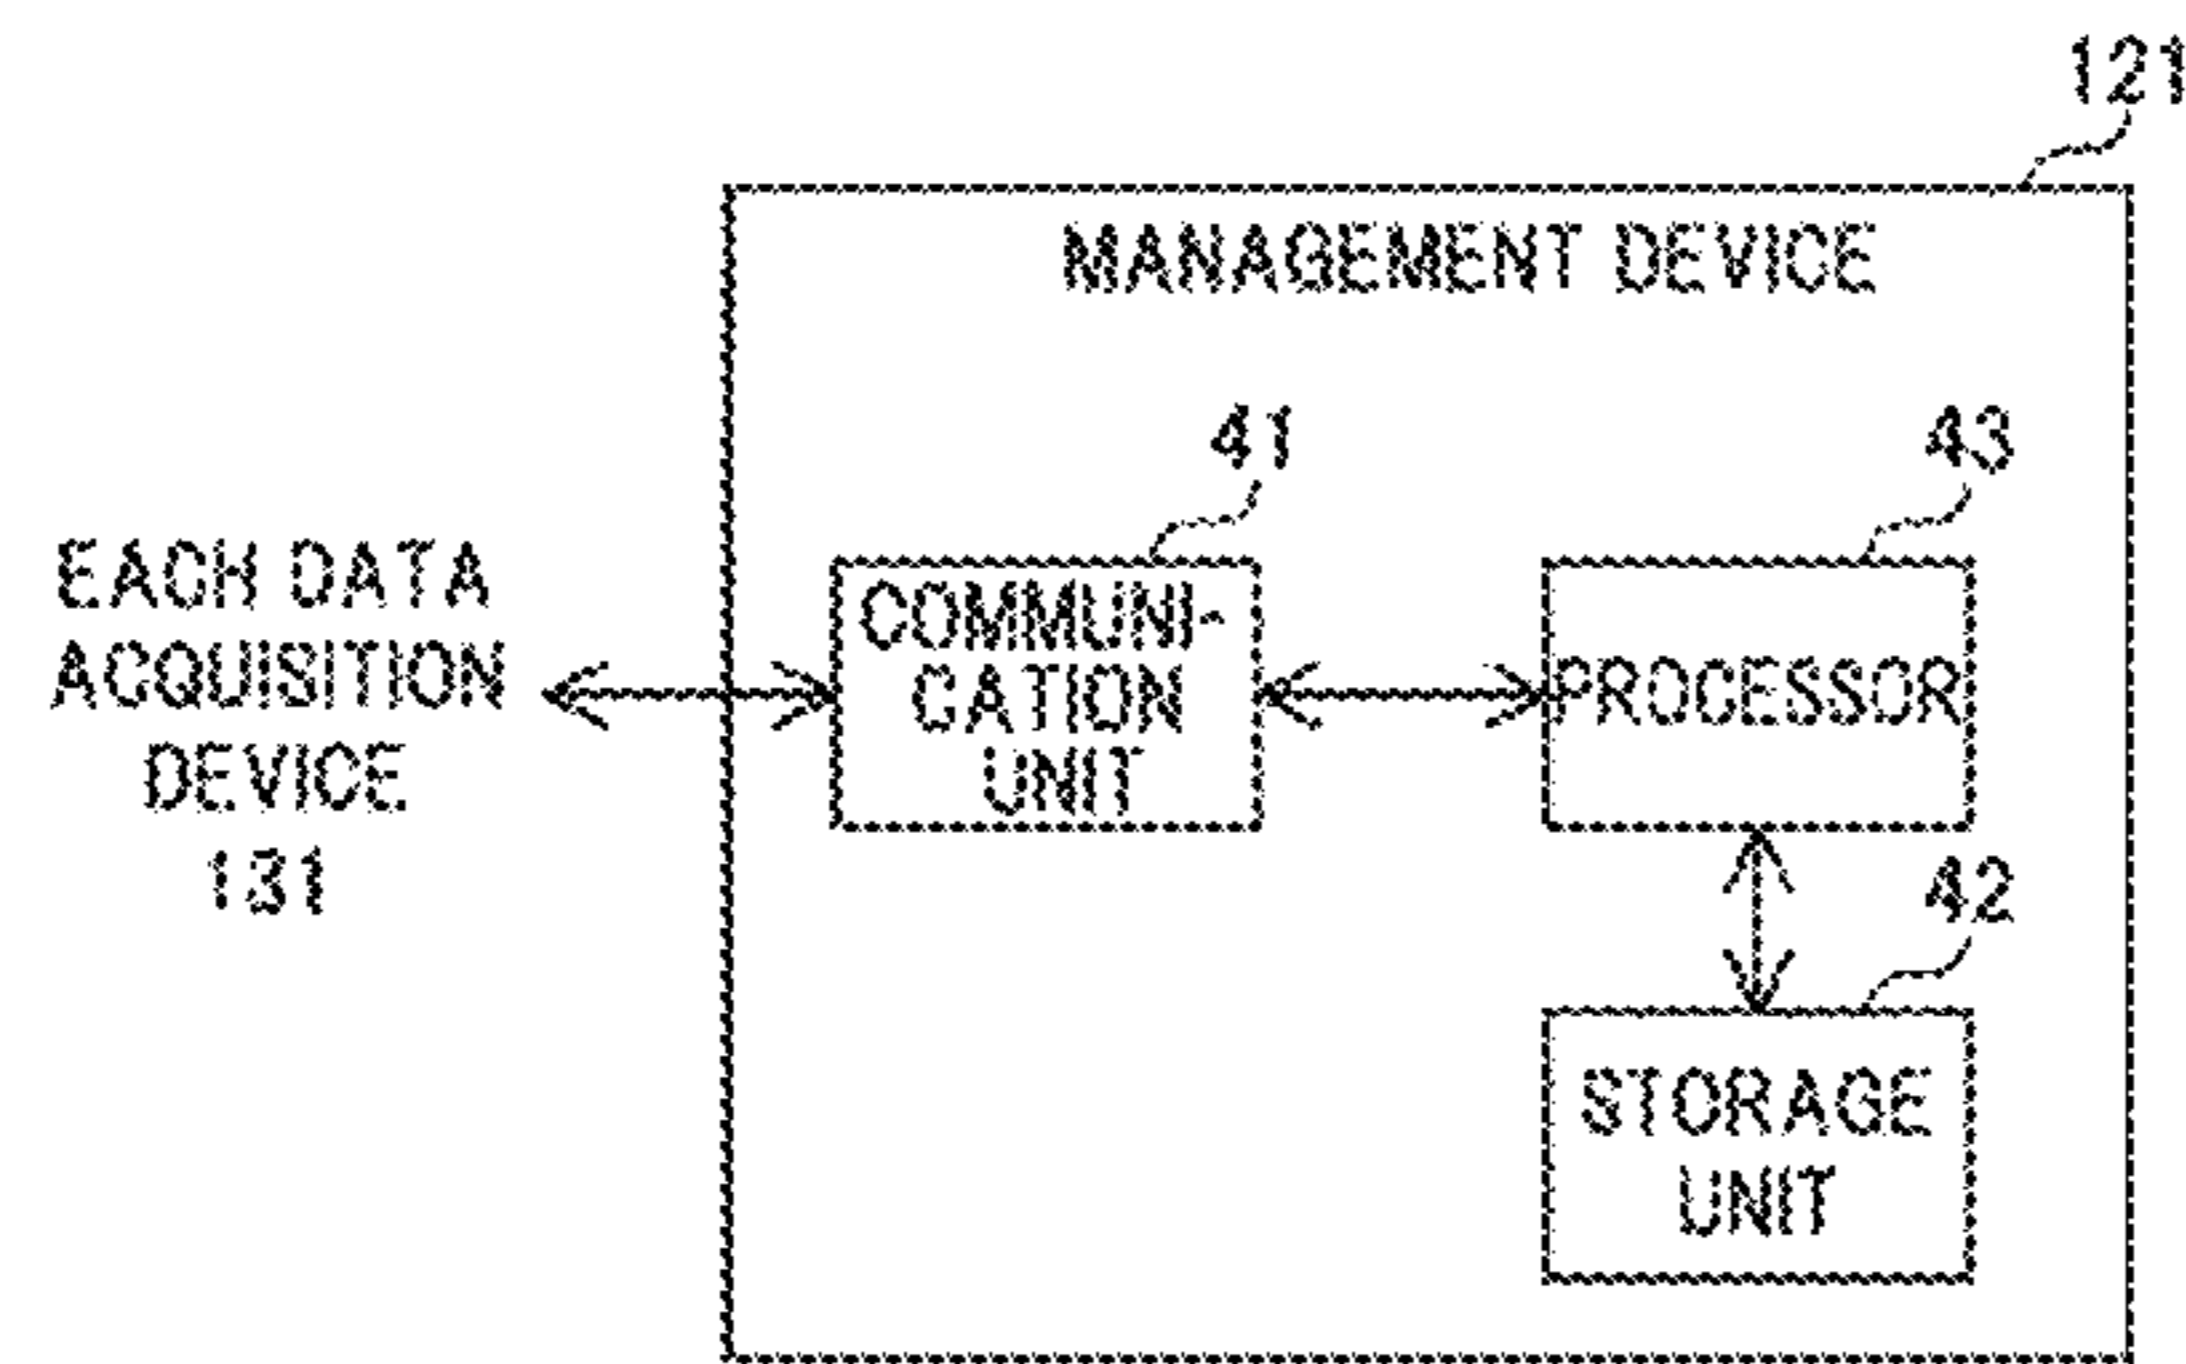 121
MANAGEMENT DEVICE
41
43
EACH DATA
ACQUISITION
DEVICE
131
COMMUNI-
CATION
UNIT
PROCESSOR
42
STORAGE
UNIT